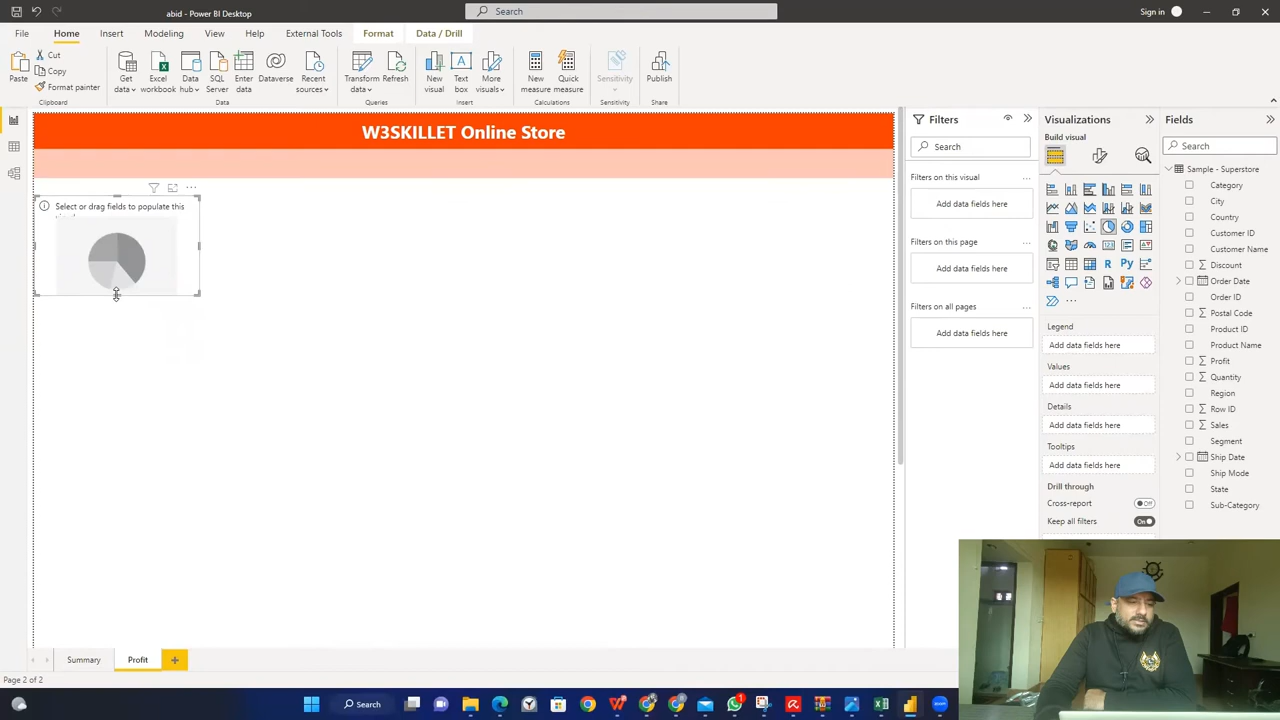 abid - Power BI Desktop
Search
Sign in
File
Home
Insert
Modeling
View
Help
External Tools
Format
Data / Drill
Paste
Cut
Copy
Format painter
Clipboard
Get data
Excel workbook
Data hub
SQL Server
Enter data
Dataverse
Recent sources
Data
Transform data
Refresh
Queries
New visual
Text box
More visuals
Insert
New measure
Quick measure
Calculations
Sensitivity
Sensitivity
Publish
Share
W3SKILLET Online Store
Select or drag fields to populate this
Filters
Search
Filters on this visual
Add data fields here
Filters on this page
Add data fields here
Filters on all pages
Add data fields here
Visualizations
Build visual
R
Py
123
Legend
Add data fields here
Values
Add data fields here
Details
Add data fields here
Tooltips
Add data fields here
Drill through
Cross-report
Off
Keep all filters
On
Fields
Search
Sample - Superstore
Category
City
Country
Customer ID
Customer Name
Discount
Order Date
Order ID
Postal Code
Product ID
Product Name
Profit
Quantity
Region
Row ID
Sales
Segment
Ship Date
Ship Mode
State
Sub-Category
Summary
Profit
Page 2 of 2
Search